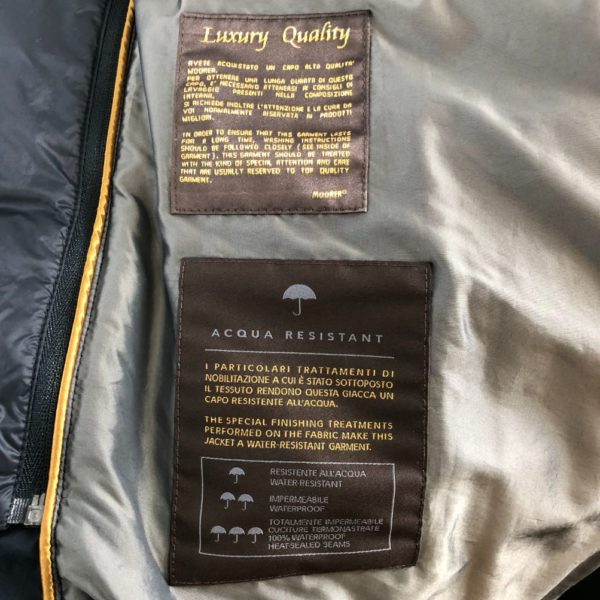 Luxury Quality
AVETE ACQUISTATO UN CAPO ALTA QUALITA'
MOORER.
PER OTTENERE UNA LUNGA DURATA DI QUESTO
CAPO, E' NECESSARIO ATTENERSI AI CONSIGLI DI
LAVAGGIO PRESENTI NELLA COMPOSIZIONE
INTERNA.
SI RICHIEDE INOLTRE L'ATTENZIONE E LA CURA DA
VOI NORMALMENTE RISERVATA AI PRODOTTI
MIGLIORI.
IN ORDER TO ENSURE THAT THIS GARMENT LASTS
FOR A LONG TIME, WASHING INSTRUCTIONS
SHOULD BE FOLLOWED CLOSELY (SEE INSIDE OF
GARMENT). THIS GARMENT SHOULD BE TREATED
WITH THE KIND OF SPECIAL ATTENTION AND CARE
THAT ARE USUALLY RESERVED TO TOP QUALITY
GARMENT.
MOORER®
ACQUA RESISTANT
I PARTICOLARI TRATTAMENTI DI
NOBILITAZIONE A CUI È STATO SOTTOPOSTO
IL TESSUTO RENDONO QUESTA GIACCA UN
CAPO RESISTENTE ALL'ACQUA.
THE SPECIAL FINISHING TREATMENTS
PERFORMED ON THE FABRIC MAKE THIS
JACKET A WATER-RESISTANT GARMENT.
RESISTENTE ALL'ACQUA
WATER-RESISTANT
IMPERMEABILE
WATERPROOF
TOTALMENTE IMPERMEABILE
CUCITURE TERMONASTRATE
100% WATERPROOF
HEAT-SEALED SEAMS